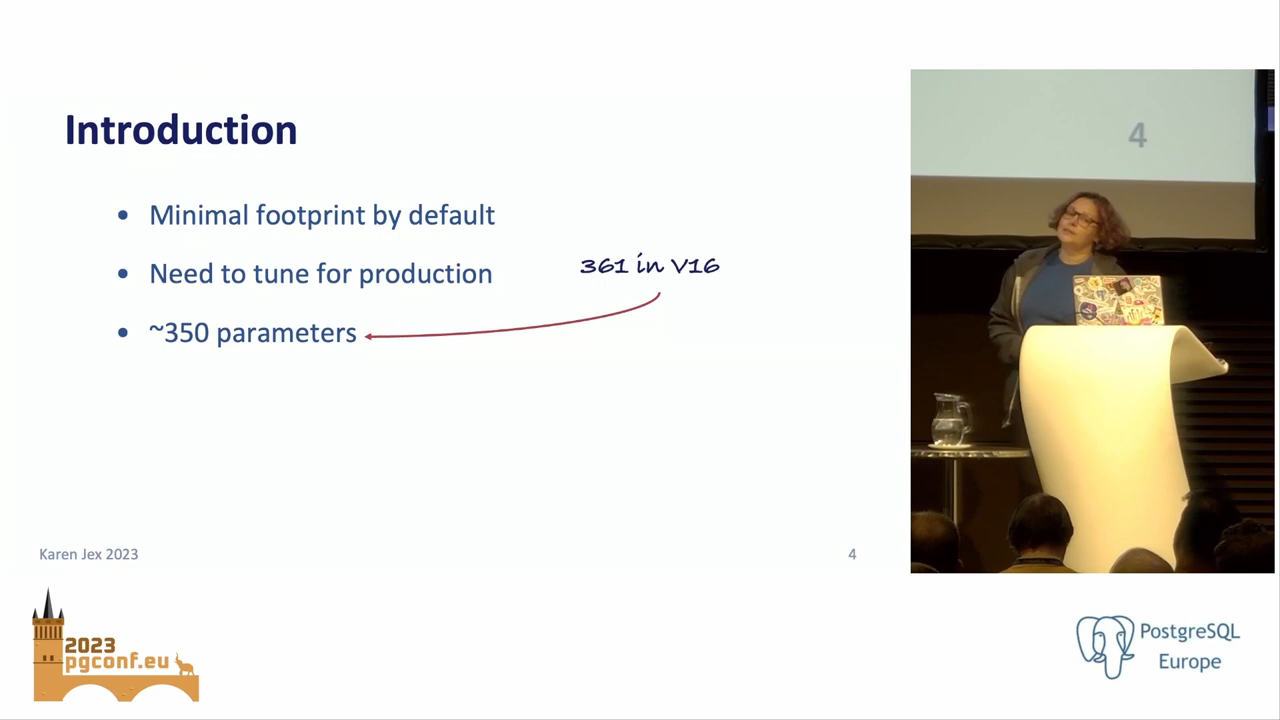 Introduction
• Minimal footprint by default
• Need to tune for production
361 in V16
• ~350 parameters
Karen Jex 2023
4
4
2023
pgconf.eu
PostgreSQL
Europe